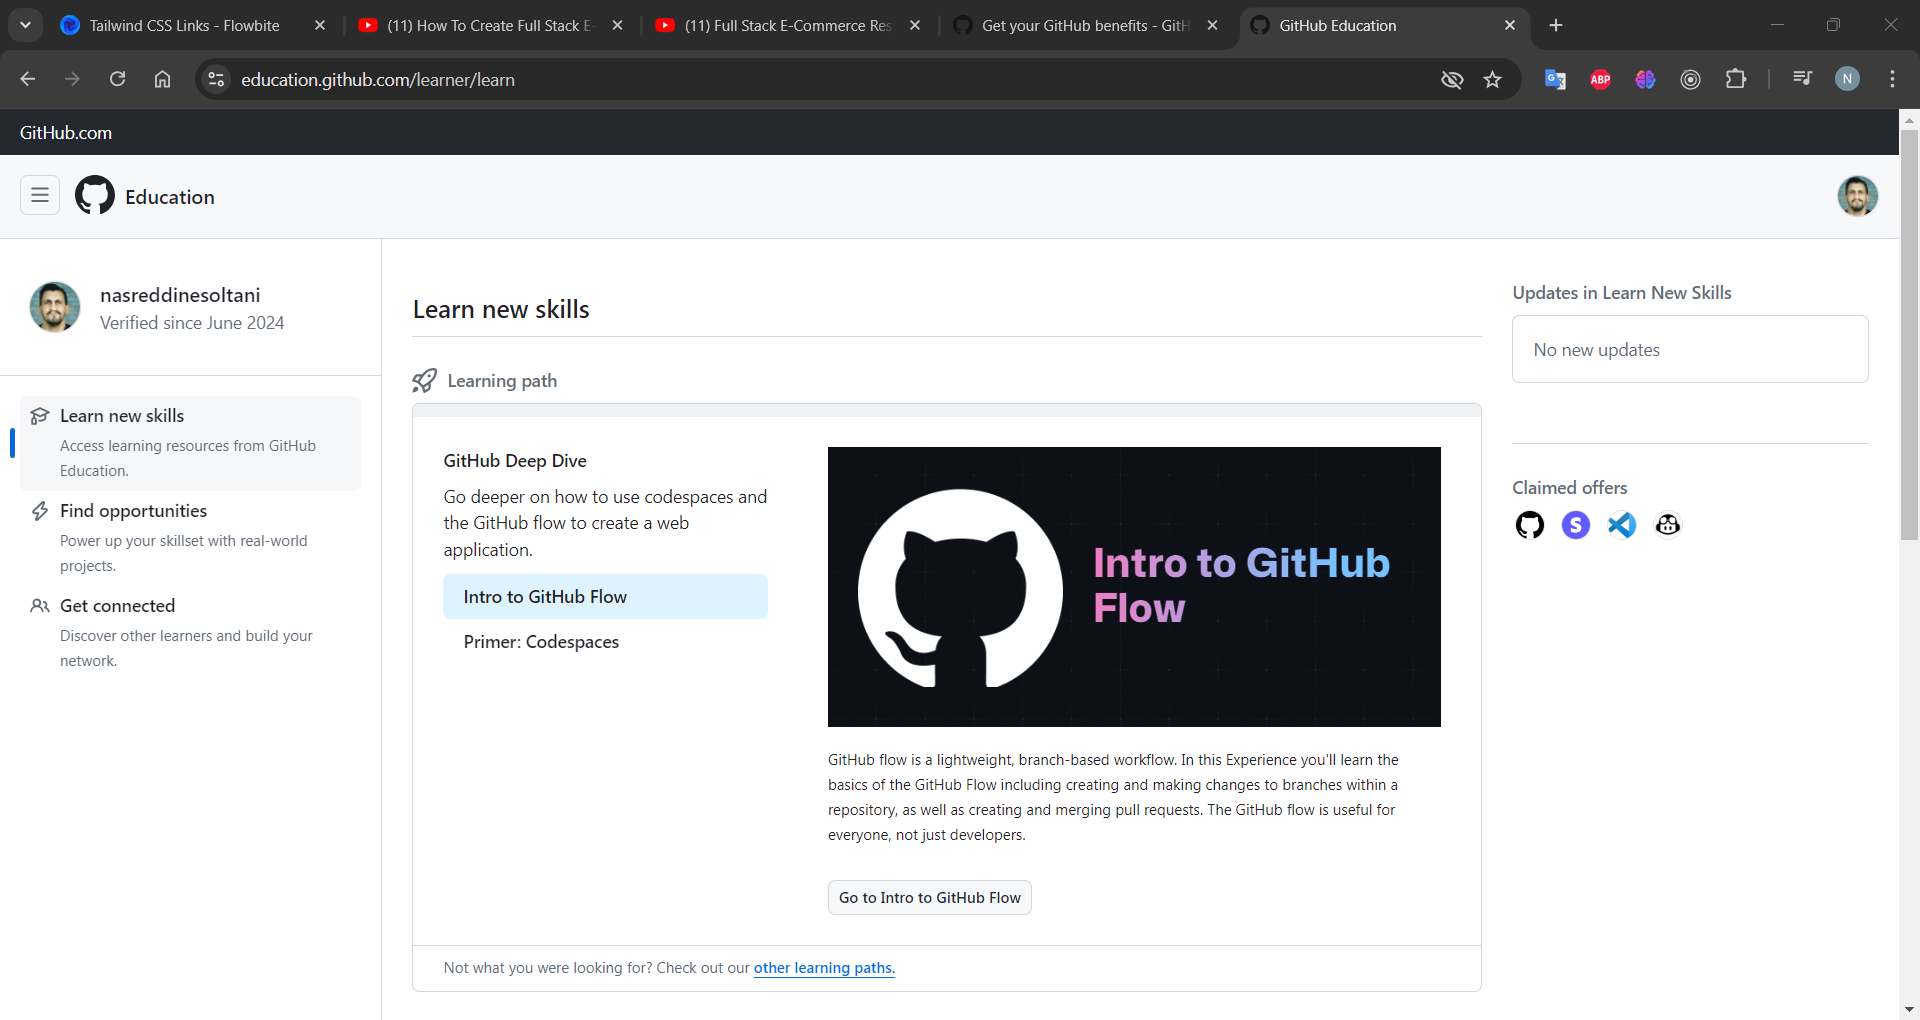 Tailwind CSS Links - Flowbite
(11) How To Create Full Stack E-
(11) Full Stack E-Commerce Res
Get your GitHub benefits - GitH
GitHub Education
education.github.com/learner/learn
ABP
N
GitHub.com
Education
nasreddinesoltani
Verified since June 2024
Learn new skills
Access learning resources from GitHub
Education.
Find opportunities
Power up your skillset with real-world
projects.
Get connected
Discover other learners and build your
network.
Learn new skills
Learning path
GitHub Deep Dive
Go deeper on how to use codespaces and
the GitHub flow to create a web
application.
Intro to GitHub Flow
Primer: Codespaces
Intro to GitHub
Flow
GitHub flow is a lightweight, branch-based workflow. In this Experience you'll learn the
basics of the GitHub Flow including creating and making changes to branches within a
repository, as well as creating and merging pull requests. The GitHub flow is useful for
everyone, not just developers.
Go to Intro to GitHub Flow
Not what you were looking for? Check out our other learning paths.
Updates in Learn New Skills
No new updates
Claimed offers
S